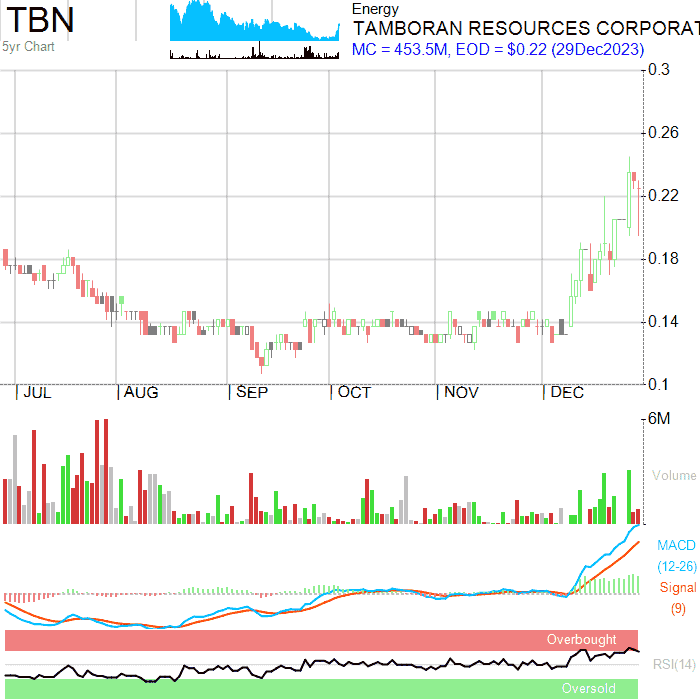 TBN
5yr Chart
Energy
TAMBORAN RESOURCES CORPORAT
MC = 453.5M, EOD = $0.22 (29Dec2023)
0.3
0.26
0.22
0.18
0.14
0.1
JUL AUG SEP OCT NOV DEC
6M
Volume
MACD
(12-26)
Signal
(9)
Overbought
RSI(14)
Oversold